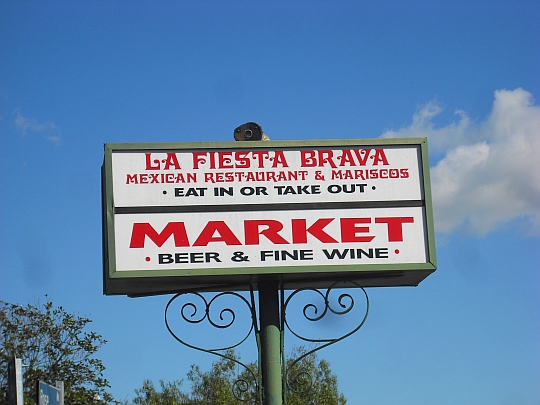 LA FIESTA BRAVA
MEXICAN RESTAURANT & MARISCOS
· EAT IN OR TAKE OUT ·
MARKET
· BEER & FINE WINE ·